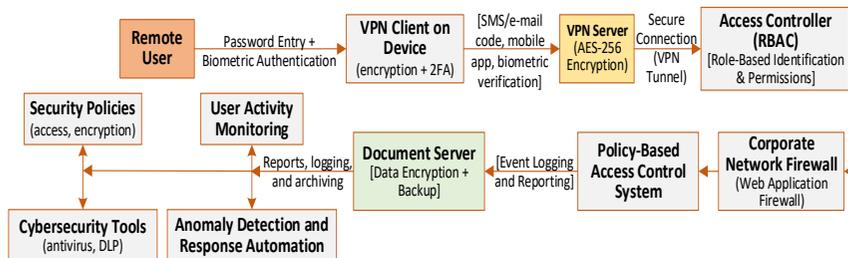 Remote
User
Password Entry +
Biometric Authentication
VPN Client on
Device
(encryption + 2FA)
[SMS/e-mail
code, mobile
app, biometric
verification]
VPN Server
(AES-256
Encryption)
Secure
Connection
(VPN
Tunnel)
Access Controller
(RBAC)
[Role-Based Identification
& Permissions]
Security Policies
(access, encryption)
User Activity
Monitoring
Reports, logging,
and archiving
Document Server
[Data Encryption +
Backup]
[Event Logging
and Reporting]
Policy-Based
Access Control
System
Corporate
Network Firewall
(Web Application
Firewall)
Cybersecurity Tools
(antivirus, DLP)
Anomaly Detection and
Response Automation